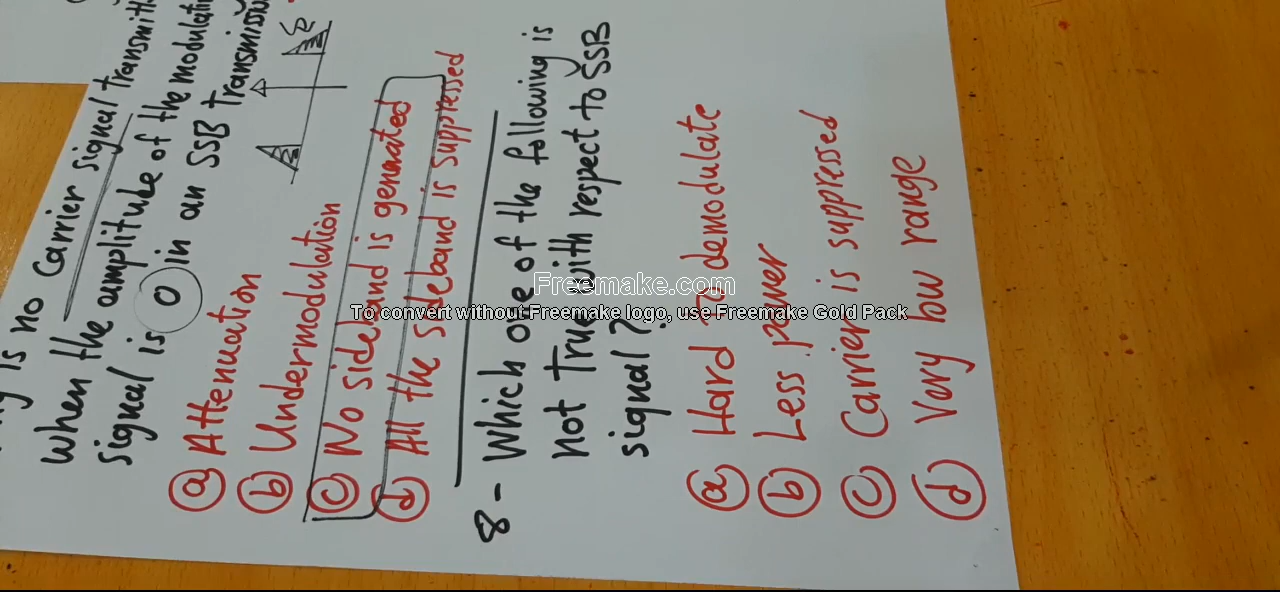 is no Carrier signal
When the amplitude of the
signal is 0 in an SSB
(a) Attenuation
(b) Undermodulation
(c) No sideband is generated
(d) All the sideband is suppressed
8- Which one of the following is
not True with respect to SSB
signal?
(a) Hard To demodulate
(b) Less power
(c) Carrier is suppressed
(d) Very low range
Freemake.com
To convert without Freemake logo, use Freemake Gold Pack